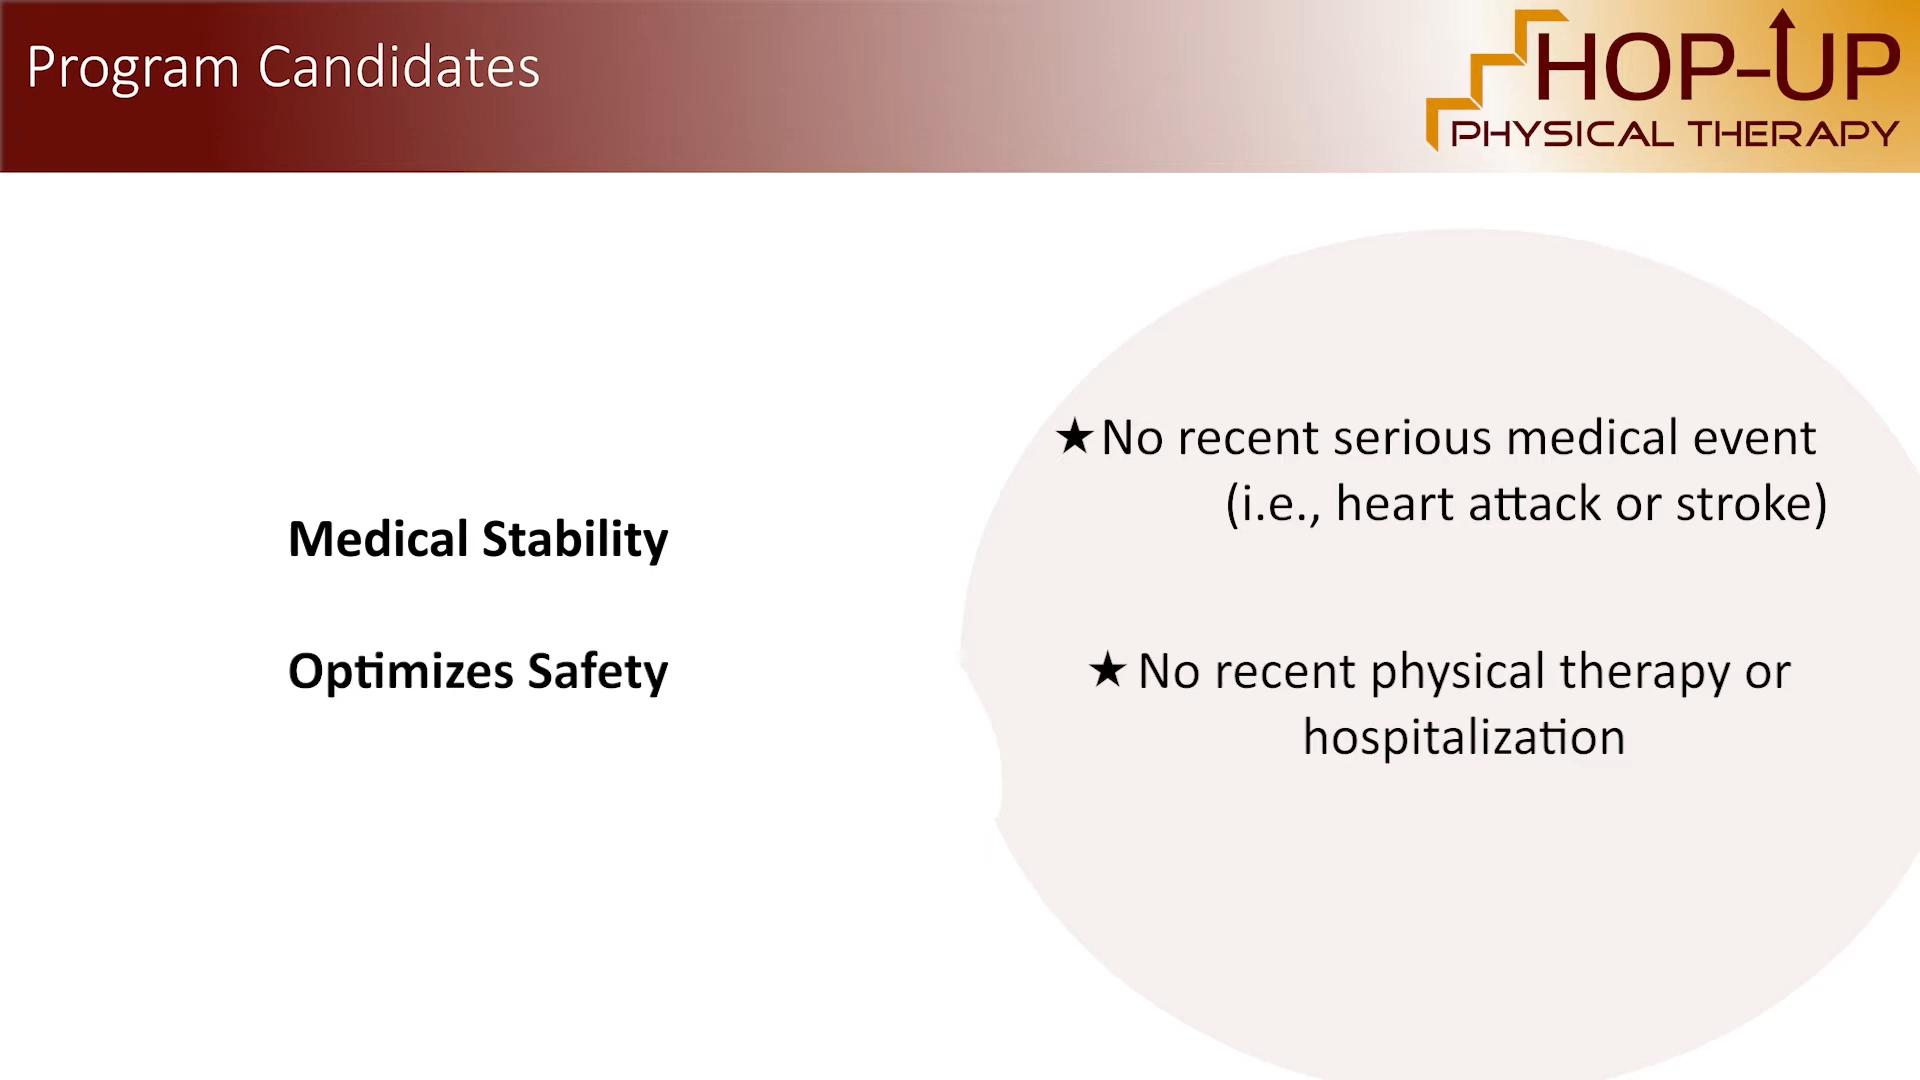 Program Candidates
HOP-UP
PHYSICAL THERAPY
Medical Stability
Optimizes Safety
★No recent serious medical event
(i.e., heart attack or stroke)
★ No recent physical therapy or
hospitalization